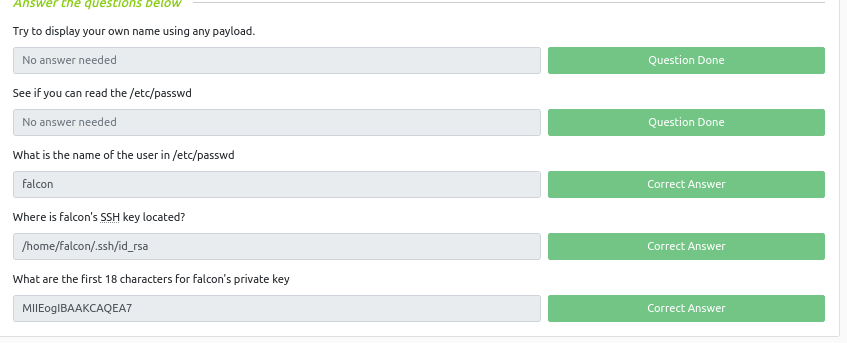 Answer the questions below
Try to display your own name using any payload.
No answer needed
Question Done
See if you can read the /etc/passwd
No answer needed
Question Done
What is the name of the user in /etc/passwd
falcon
Correct Answer
Where is falcon's SSH key located?
/home/falcon/.ssh/id_rsa
Correct Answer
What are the first 18 characters for falcon's private key
MIIEogIBAAKCAQEA7
Correct Answer